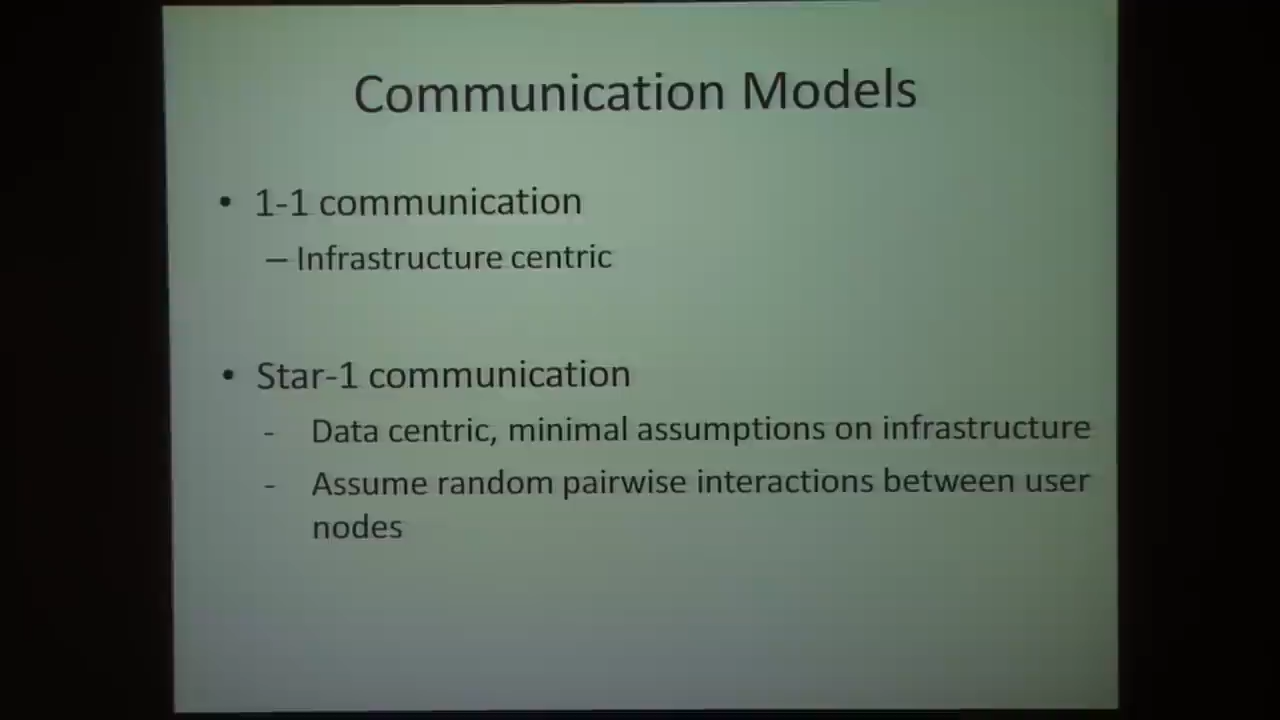 Communication Models
• 1-1 communication
– Infrastructure centric
• Star-1 communication
- Data centric, minimal assumptions on infrastructure
- Assume random pairwise interactions between user
nodes